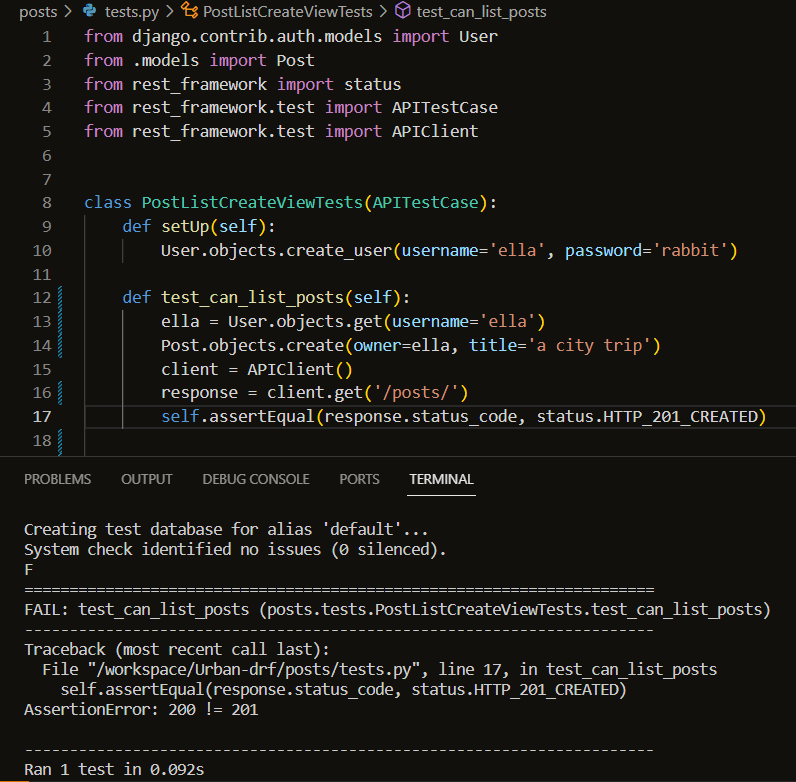 posts > tests.py > PostListCreateViewTests > test_can_list_posts
1 from django.contrib.auth.models import User
2 from .models import Post
3 from rest_framework import status
4 from rest_framework.test import APITestCase
5 from rest_framework.test import APIClient
6
7
8 class PostListCreateViewTests(APITestCase):
9 def setUp(self):
10 User.objects.create_user(username='ella', password='rabbit')
11
12 def test_can_list_posts(self):
13 ella = User.objects.get(username='ella')
14 Post.objects.create(owner=ella, title='a city trip')
15 client = APIClient()
16 response = client.get('/posts/')
17 self.assertEqual(response.status_code, status.HTTP_201_CREATED)
18
PROBLEMS OUTPUT DEBUG CONSOLE PORTS TERMINAL
Creating test database for alias 'default'...
System check identified no issues (0 silenced).
F
======================================================================
FAIL: test_can_list_posts (posts.tests.PostListCreateViewTests.test_can_list_posts)
----------------------------------------------------------------------
Traceback (most recent call last):
File "/workspace/Urban-drf/posts/tests.py", line 17, in test_can_list_posts
self.assertEqual(response.status_code, status.HTTP_201_CREATED)
AssertionError: 200 != 201
----------------------------------------------------------------------
Ran 1 test in 0.092s